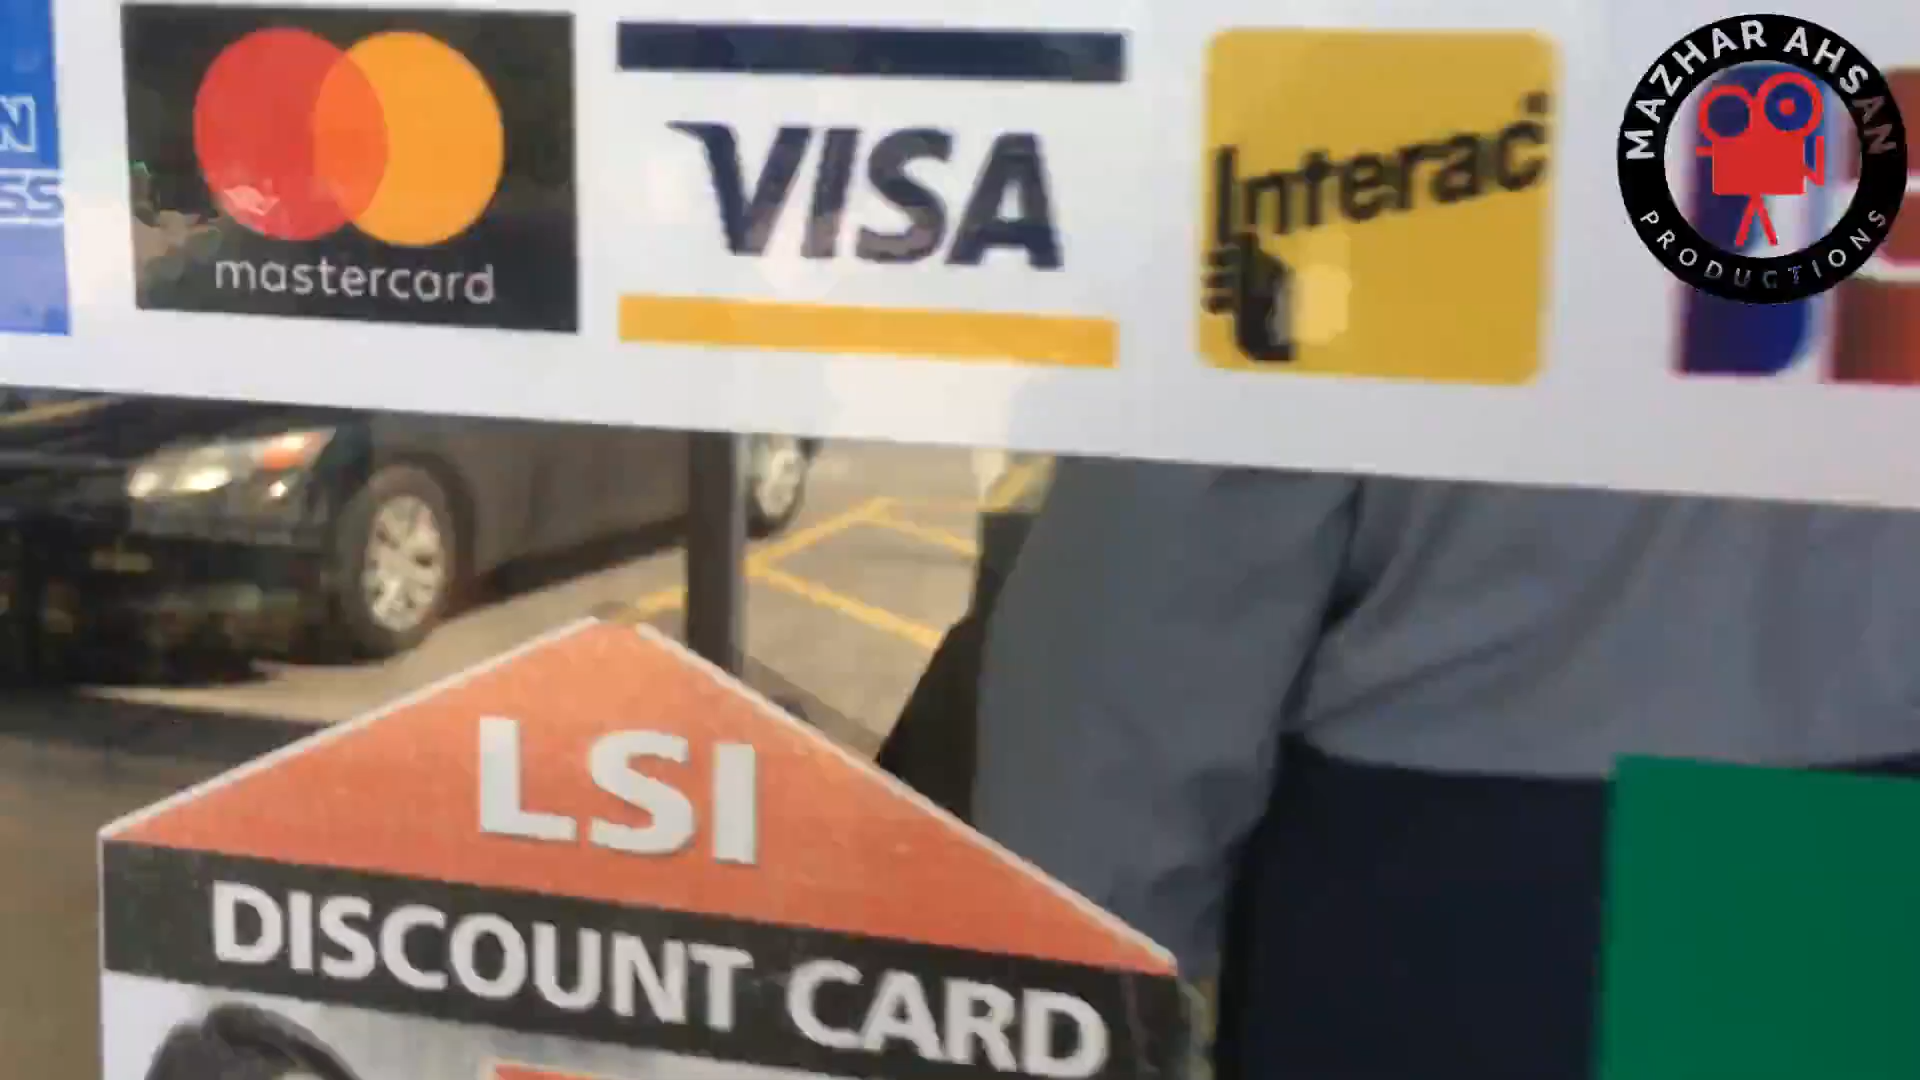 mastercard
VISA
Interac
MAZHAR AHSAN
PRODUCTIONS
LSI
DISCOUNT CARD